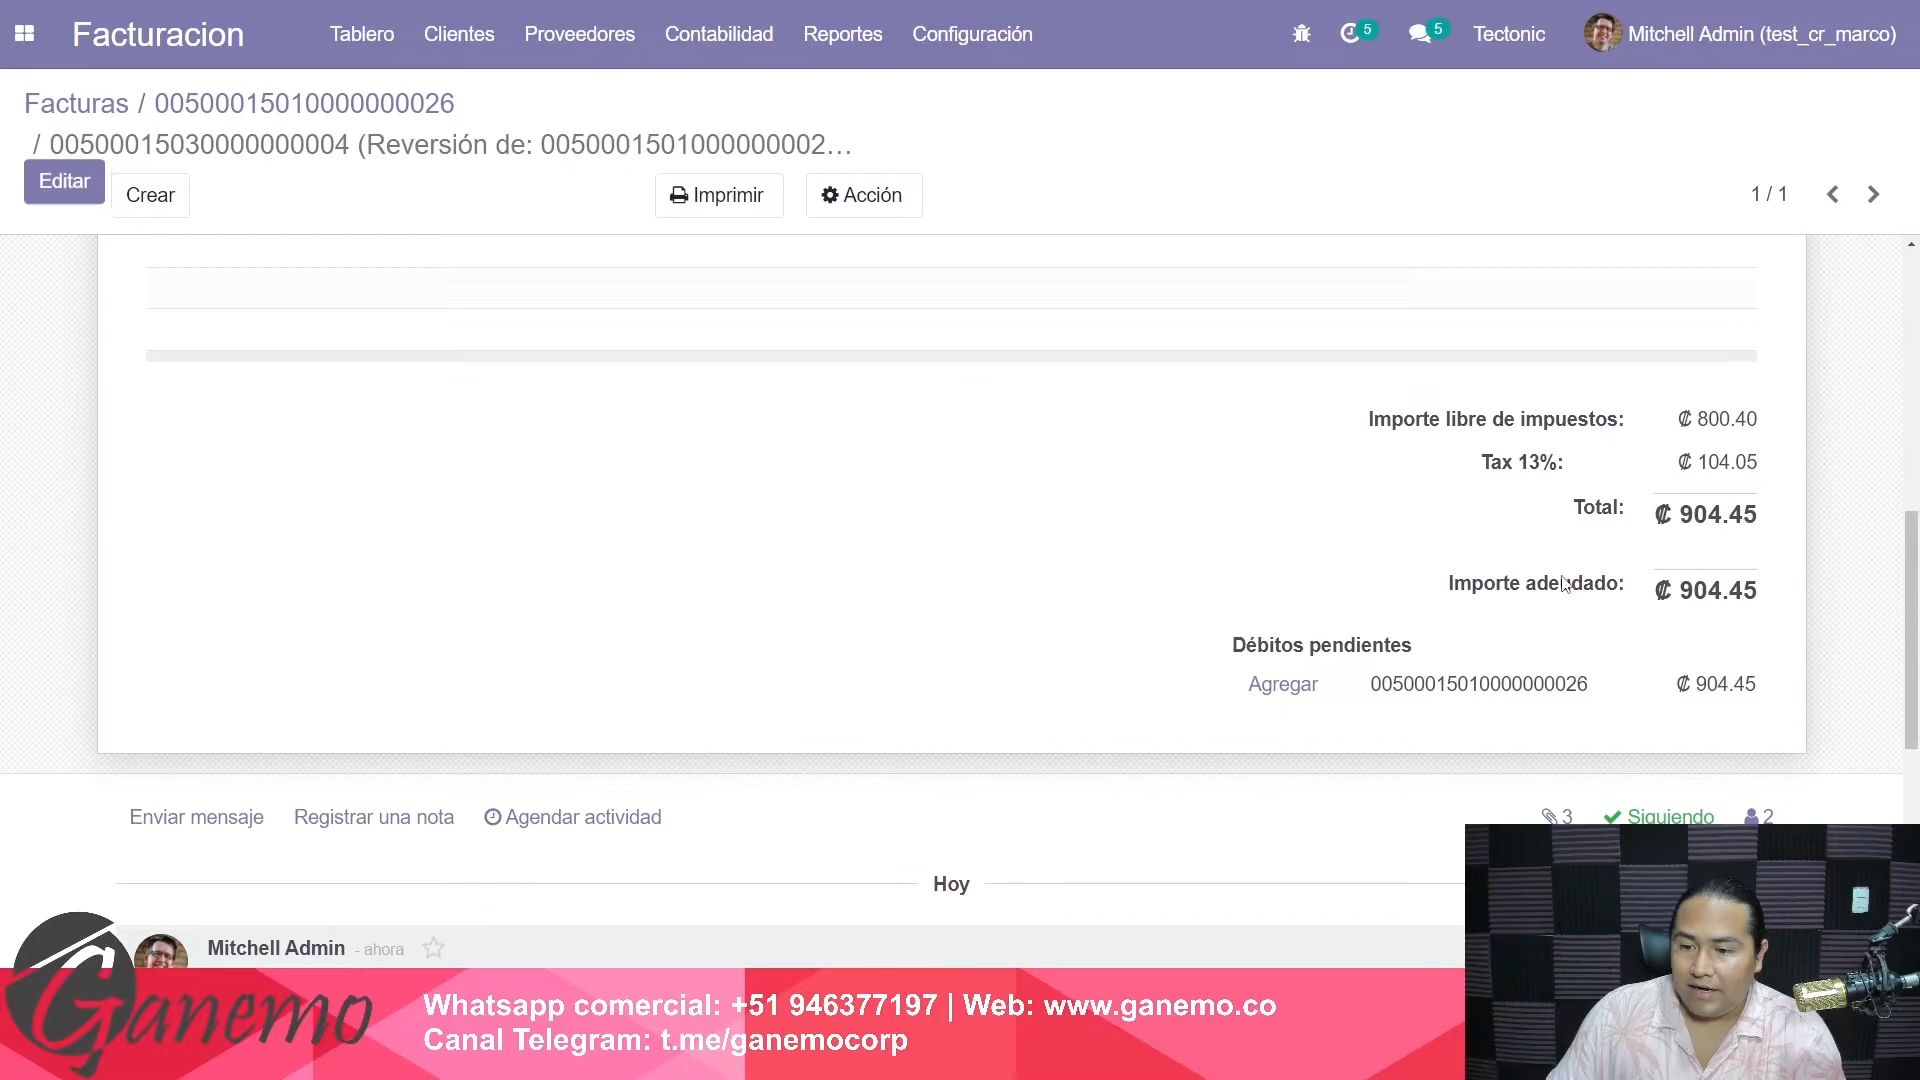 Facturacion
Tablero
Clientes
Proveedores
Contabilidad
Reportes
Configuración
5
5
Tectonic
Mitchell Admin (test_cr_marco)
Facturas / 00500015010000000026
/ 00500015030000000004 (Reversión de: 0050001501000000002…
Editar
Crear
Imprimir
Acción
1 / 1
Importe libre de impuestos: ₡ 800.40
Tax 13%: ₡ 104.05
Total: ₡ 904.45
Importe adeudado: ₡ 904.45
Débitos pendientes
Agregar 00500015010000000026 ₡ 904.45
Enviar mensaje
Registrar una nota
Agendar actividad
3
Siguiendo
2
Hoy
Mitchell Admin - ahora
Ganemo
Whatsapp comercial: +51 946377197 | Web: www.ganemo.co
Canal Telegram: t.me/ganemocorp